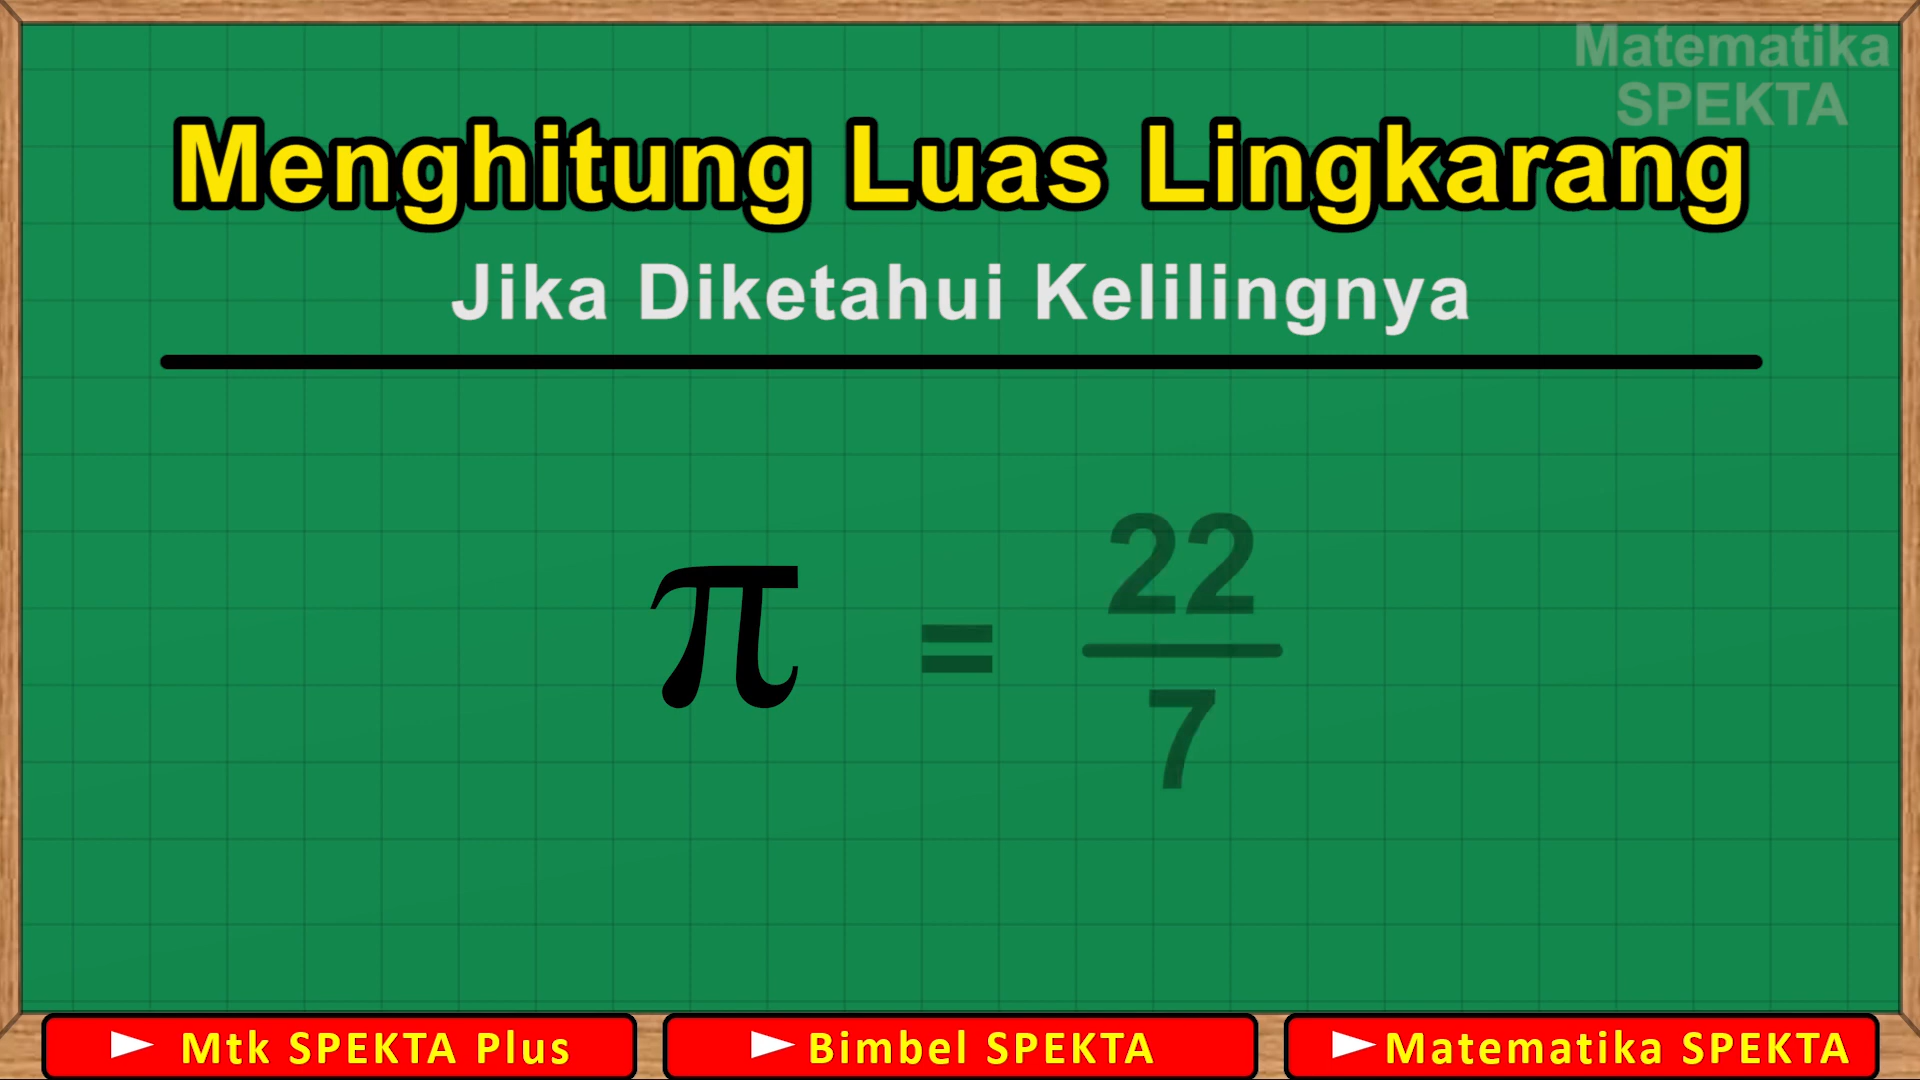 Matematika
SPEKTA
Menghitung Luas Lingkarang
Jika Diketahui Kelilingnya
π = 22
7
Mtk SPEKTA Plus
Bimbel SPEKTA
Matematika SPEKTA